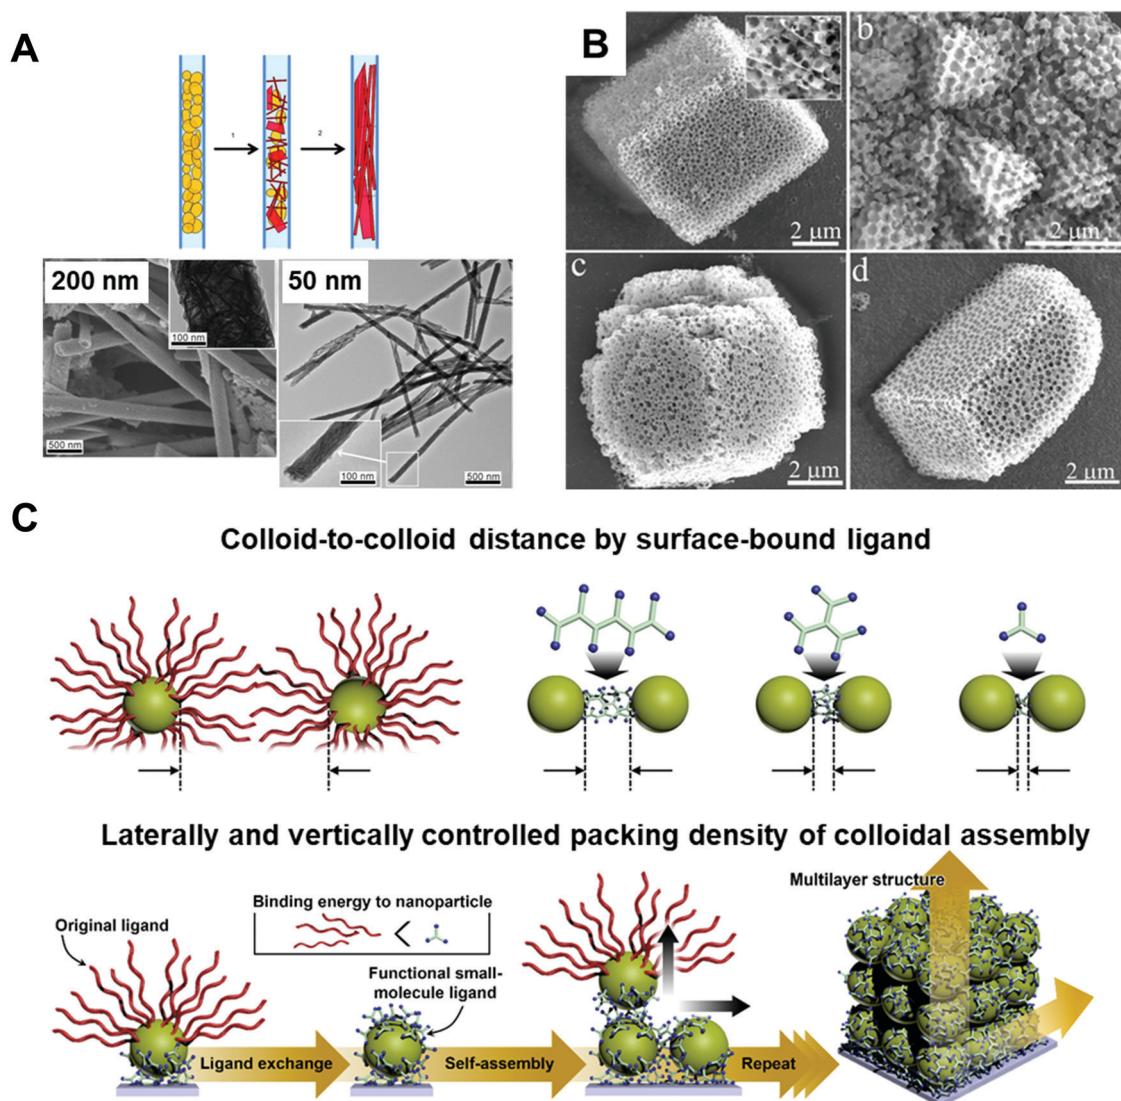 A
1
2
200 nm
100 nm
500 nm
50 nm
100 nm
500 nm
B
2 µm
b
2 µm
c
2 µm
d
2 µm
C
Colloid-to-colloid distance by surface-bound ligand
Laterally and vertically controlled packing density of colloidal assembly
Original ligand
Binding energy to nanoparticle
<
Functional small-
molecule ligand
Multilayer structure
Ligand exchange
Self-assembly
Repeat